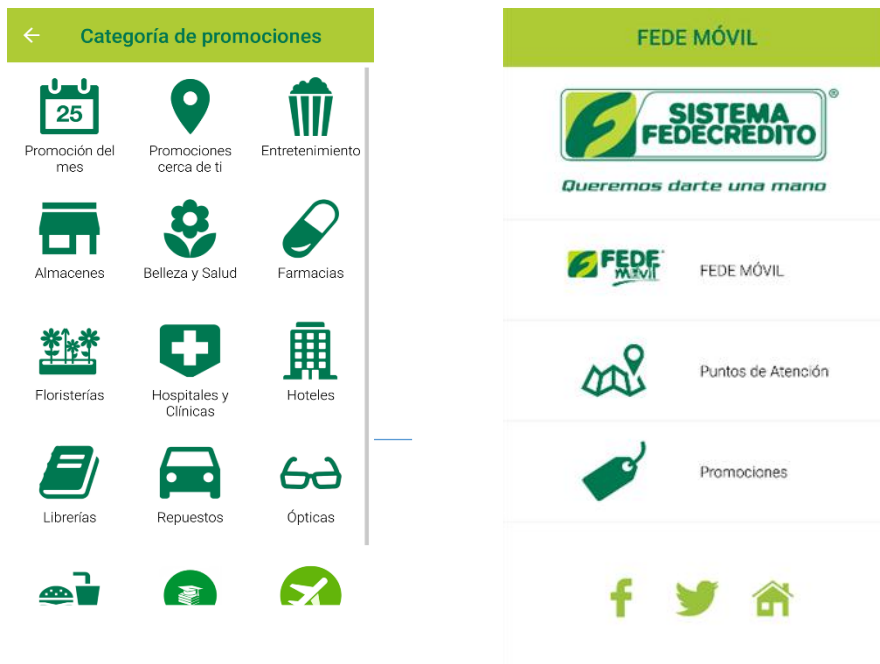 Categoría de promociones
25
Promoción del
mes
Promociones
cerca de ti
Entretenimiento
Almacenes
Belleza y Salud
Farmacias
Floristerías
Hospitales y
Clínicas
Hoteles
Librerías
Repuestos
Ópticas
FEDE MÓVIL
SISTEMA
FEDECREDITO
®
Queremos darte una mano
FEDE
MÓVIL
FEDE MÓVIL
Puntos de Atención
Promociones